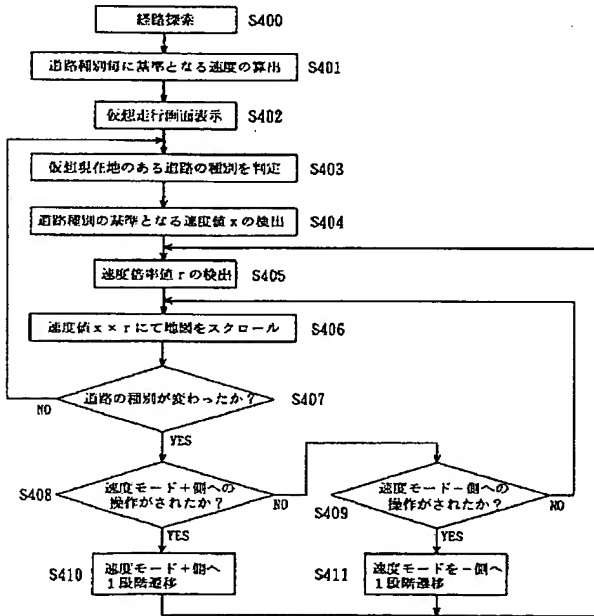 経路探索 S400
道路種別毎に基準となる速度の算出 S401
仮想走行画面表示 S402
仮想現在地のある道路の種別を判定 S403
道路種別の基準となる速度値xの検出 S404
速度倍率値rの検出 S405
速度値x×rにて地図をスクロール S406
道路の種別が変わったか？ S407
NO
YES
S408
速度モード+側への
操作がされたか？
NO
YES
速度モード−側への
操作がされたか？
S409
NO
YES
S410
速度モード+側へ
1段階遷移
S411
速度モードを−側へ
1段階遷移